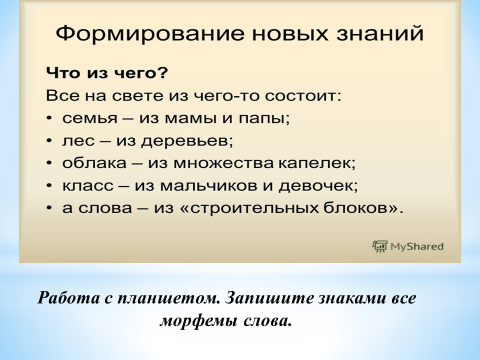 Формирование новых знаний
Что из чего?
Все на свете из чего-то состоит:
• семья – из мамы и папы;
• лес – из деревьев;
• облака – из множества капелек;
• класс – из мальчиков и девочек;
• а слова – из «строительных блоков».
MyShared
Работа с планшетом. Запишите знаками все
морфемы слова.